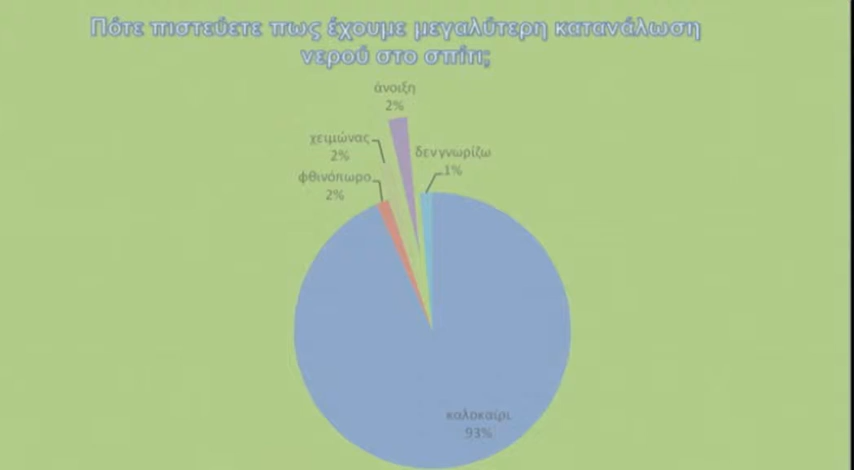 Πότε πιστεύετε πως έχουμε μεγαλύτερη κατανάλωση
νερού στο σπίτι;
άνοιξη
2%
χειμώνας
2%
δεν γνωρίζω
1%
φθινόπωρο
2%
καλοκαίρι
93%